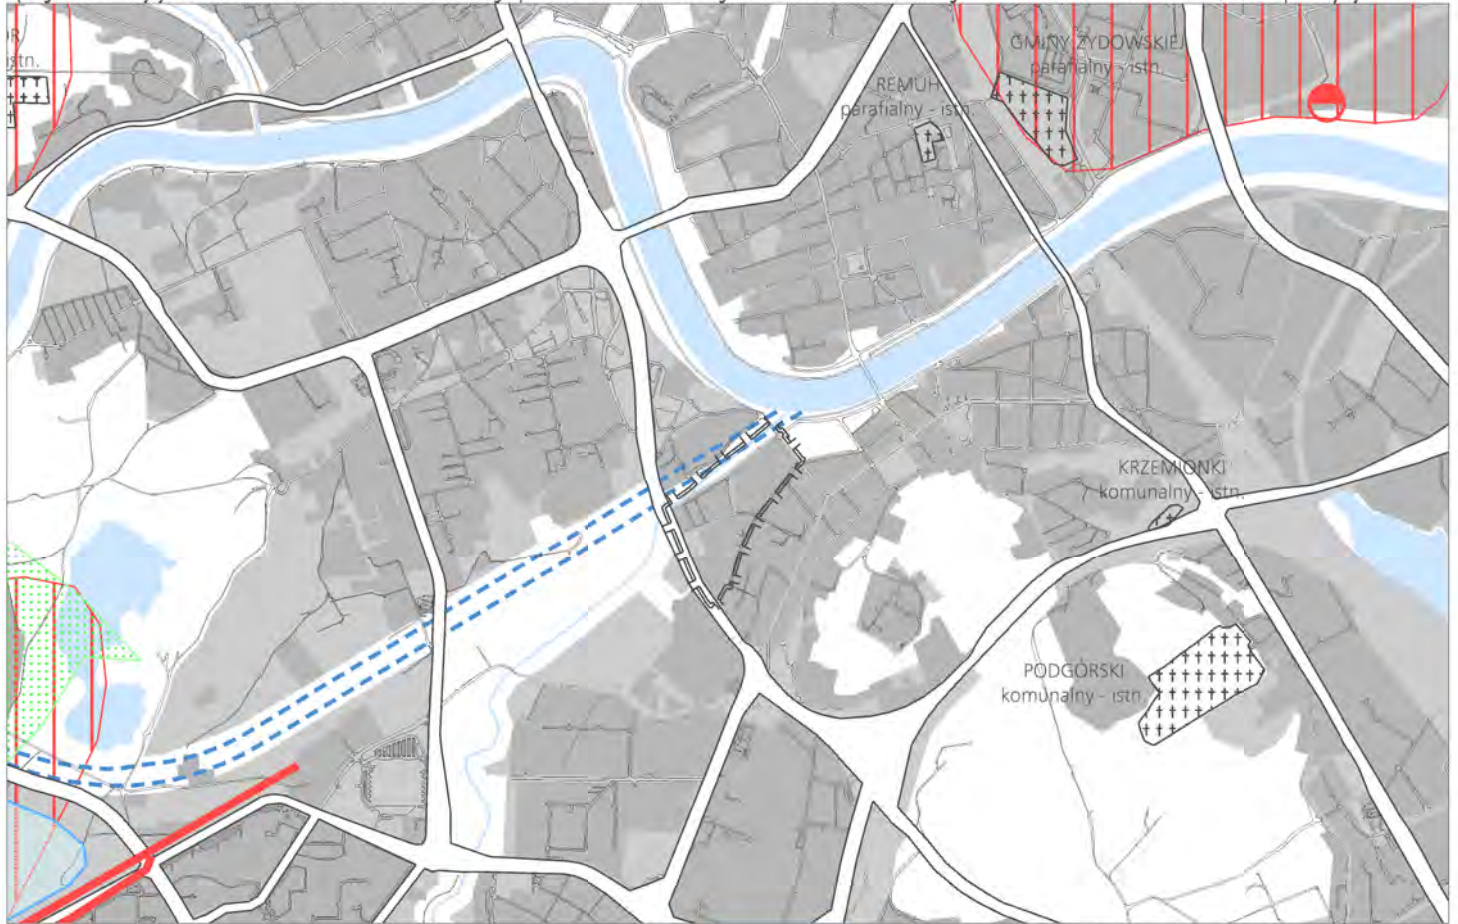 GMINY ŻYDOWSKIEJ
parafialny - istn.
istn.
REMUH
parafialny - istn.
KRZEMIONKI
komunalny - istn.
PODGÓRSKI
komunalny - istn.